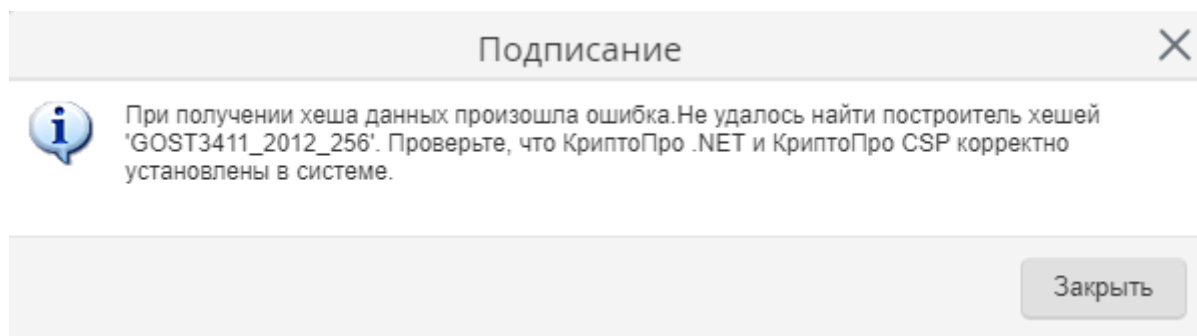 Подписание
При получении хеша данных произошла ошибка.Не удалось найти построитель хешей
'GOST3411_2012_256'. Проверьте, что КриптоПро .NET и КриптоПро CSP корректно
установлены в системе.
Закрыть